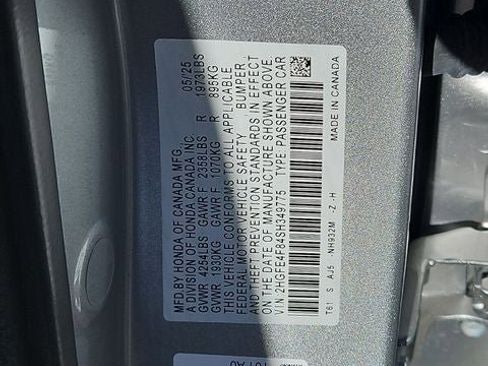 MFD BY HONDA OF CANADA MFG. 05/25
A DIVISION OF HONDA CANADA INC.
GVWR 4254LBS GAWR F 2358LBS R 1973LBS
GVWR 1930KG GAWR F 1070KG R 895KG
THIS VEHICLE CONFORMS TO ALL APPLICABLE
FEDERAL MOTOR VEHICLE SAFETY, BUMPER,
AND THEFT PREVENTION STANDARDS IN EFFECT
ON THE DATE OF MANUFACTURE SHOWN ABOVE.
VIN: 2HGFE4F84SH349775 TYPE: PASSENGER CAR
T61 S AJ5 NH932M -Z -H MADE IN CANADA